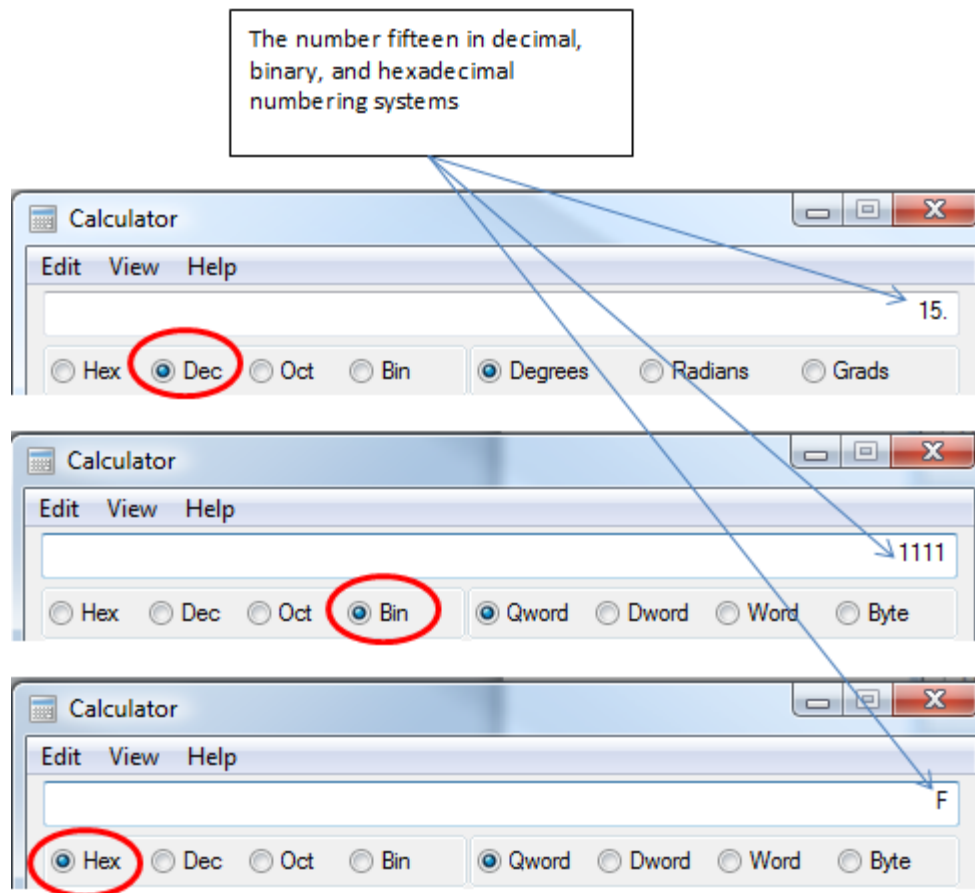 The number fifteen in decimal,
binary, and hexadecimal
numbering systems
Calculator
Edit View Help
15.
Hex Dec Oct Bin Degrees Radians Grads
Calculator
Edit View Help
1111
Hex Dec Oct Bin Qword Dword Word Byte
Calculator
Edit View Help
F
Hex Dec Oct Bin Qword Dword Word Byte